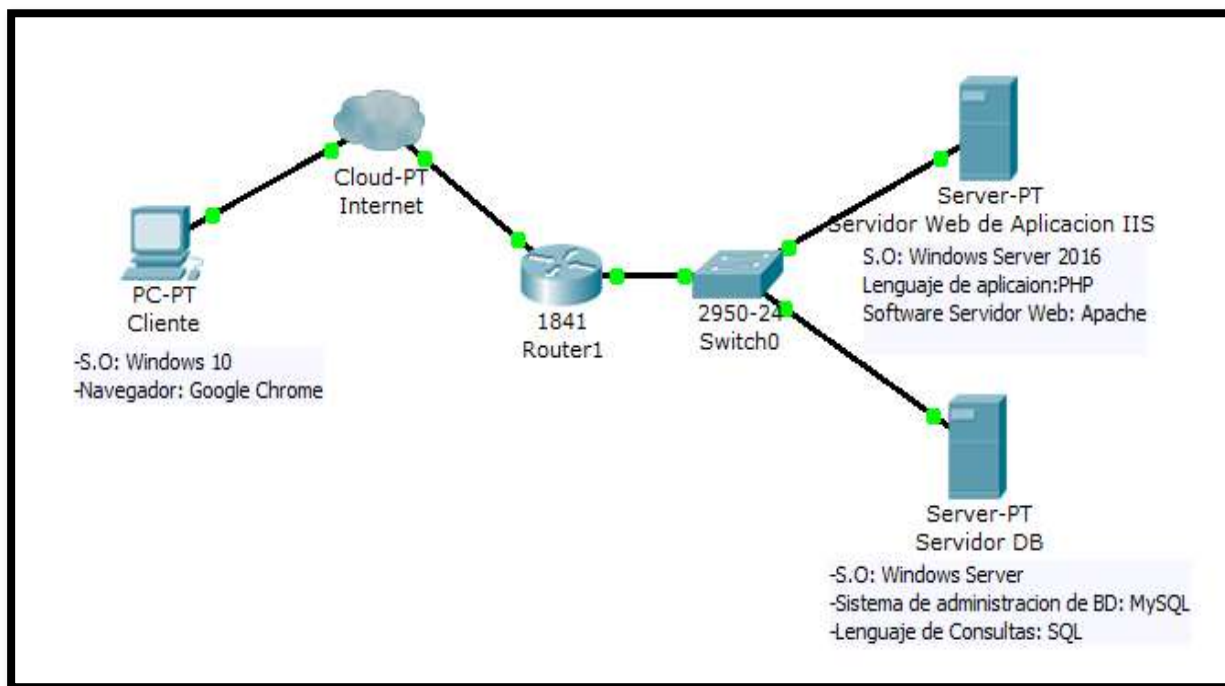 Cloud-PT
Internet
PC-PT
Cliente
-S.O: Windows 10
-Navegador: Google Chrome
1841
Router1
2950-24
Switch0
Server-PT
Servidor Web de Aplicacion IIS
S.O: Windows Server 2016
Lenguaje de aplicaion:PHP
Software Servidor Web: Apache
Server-PT
Servidor DB
-S.O: Windows Server
-Sistema de administracion de BD: MySQL
-Lenguaje de Consultas: SQL